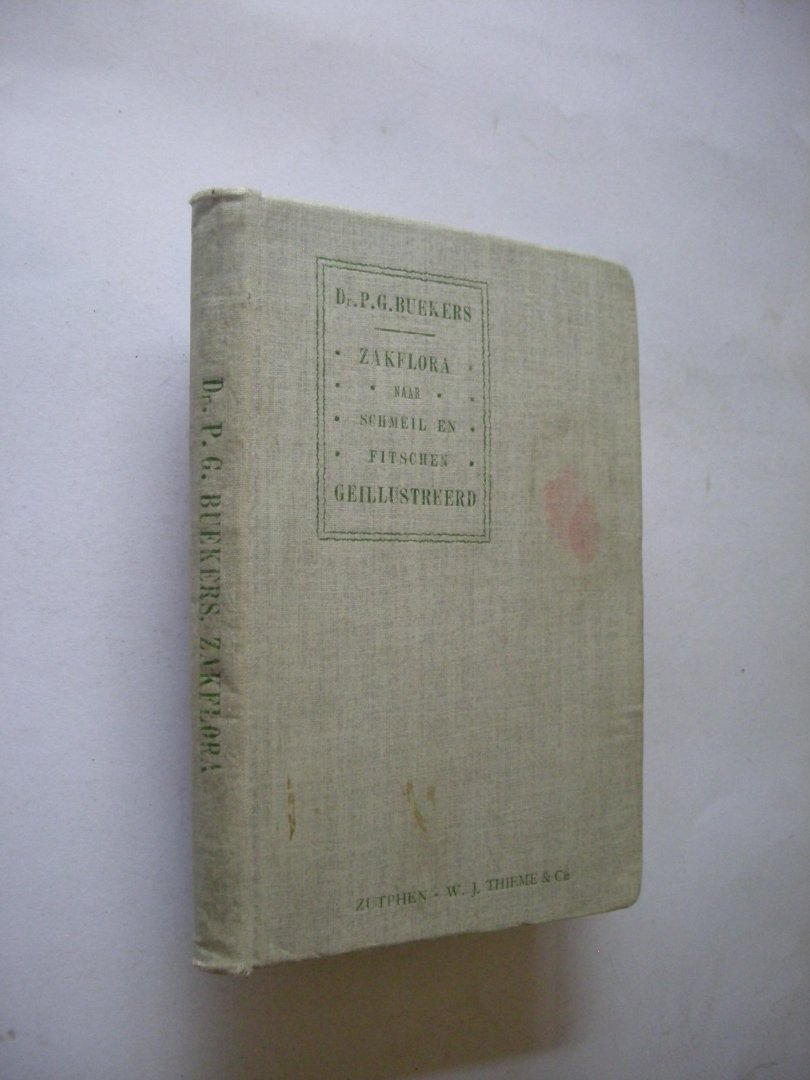 Dr. P. G. BUEKERS
ZAKFLORA
NAAR
SCHMEIL EN
FITSCHEN
GEILLUSTREERD
ZUTPHEN - W. J. THIEME & Cie
Dr. P. G. BUEKERS, ZAKFLORA